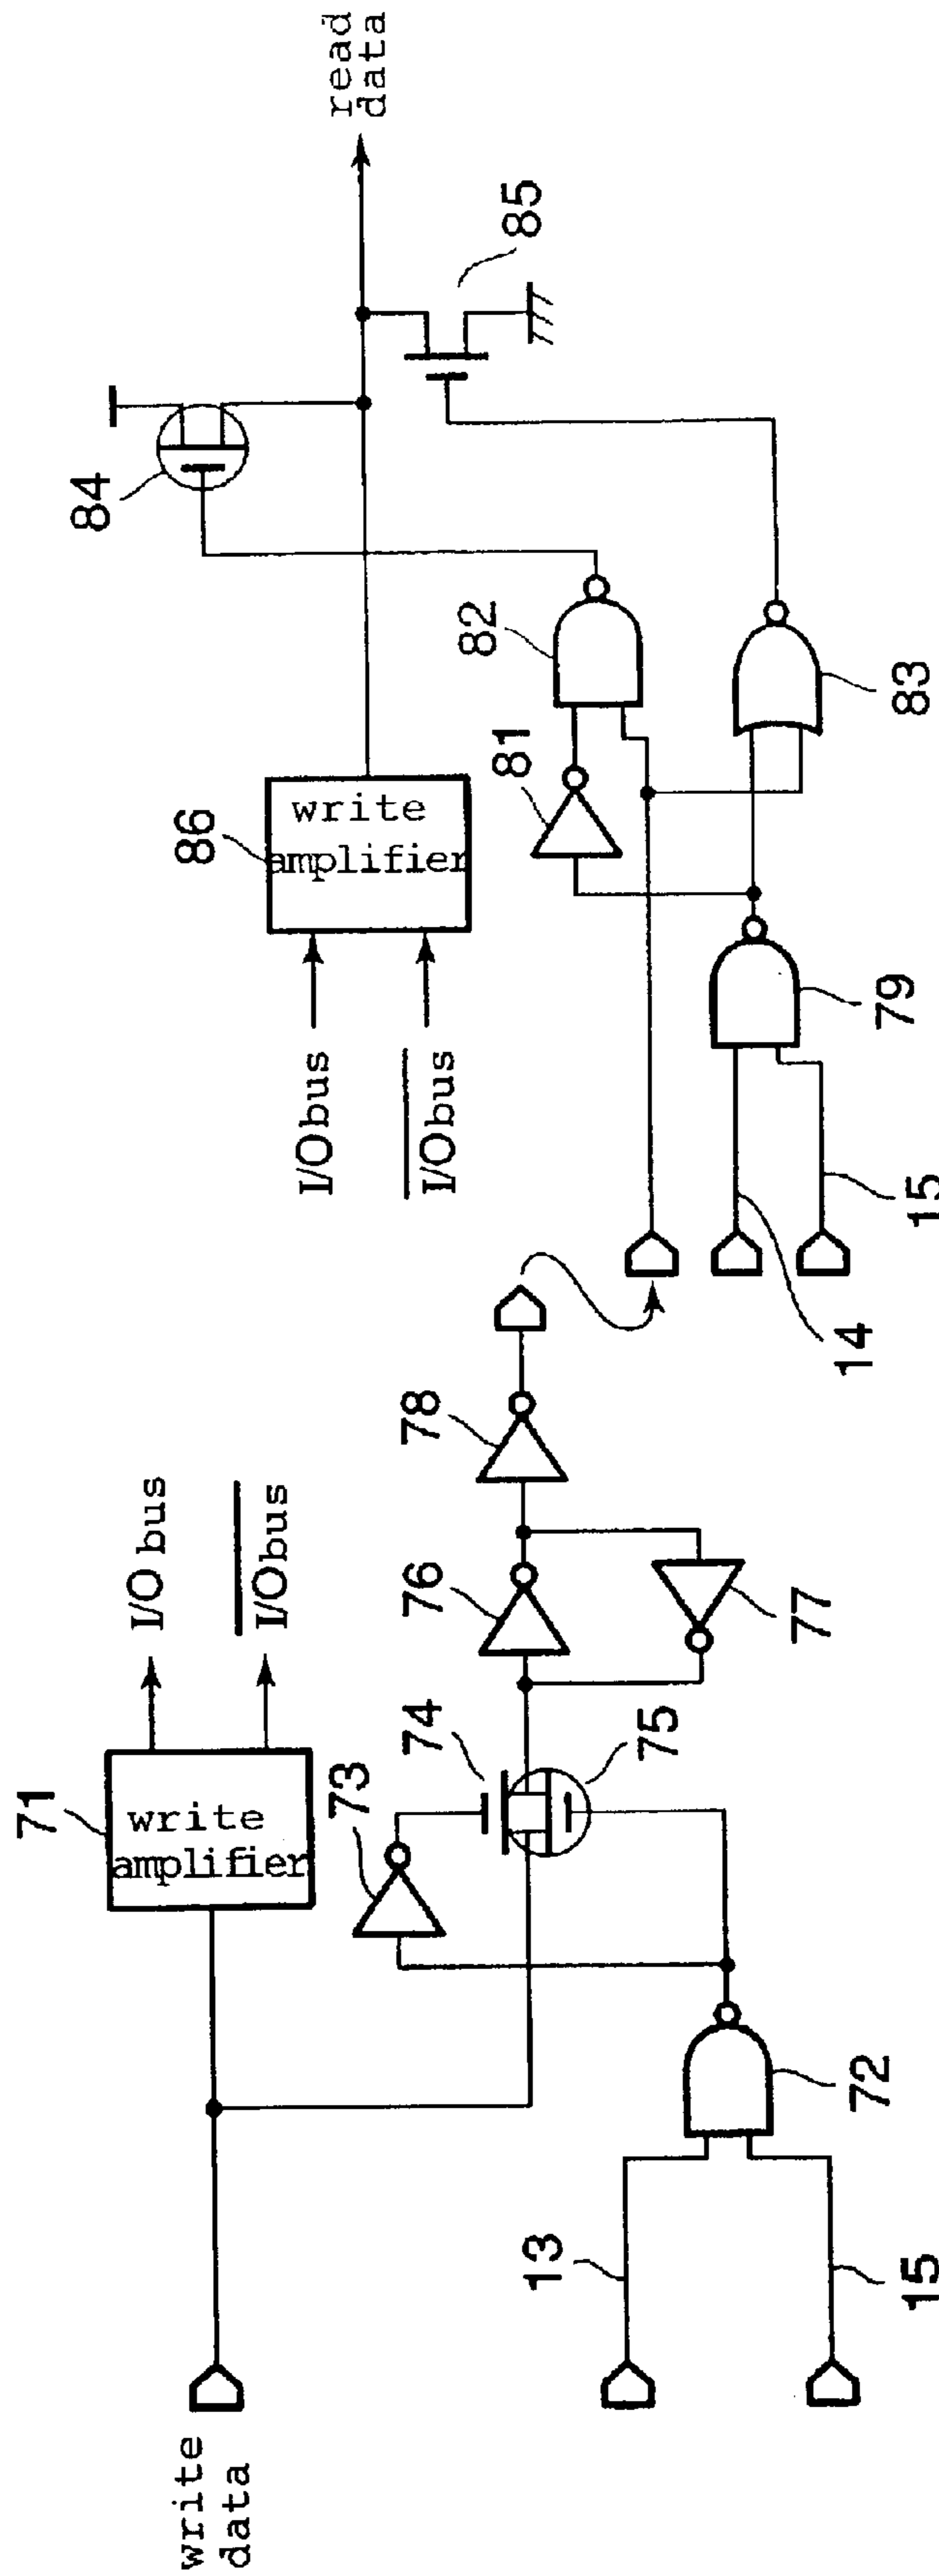 write
data
71
write
amplifier
I/O bus
I/Obus
13
15
72
73
74
75
76
77
78
I/Obus
I/Obus
86
write
amplifier
14
15
79
81
82
83
84
85
read
data